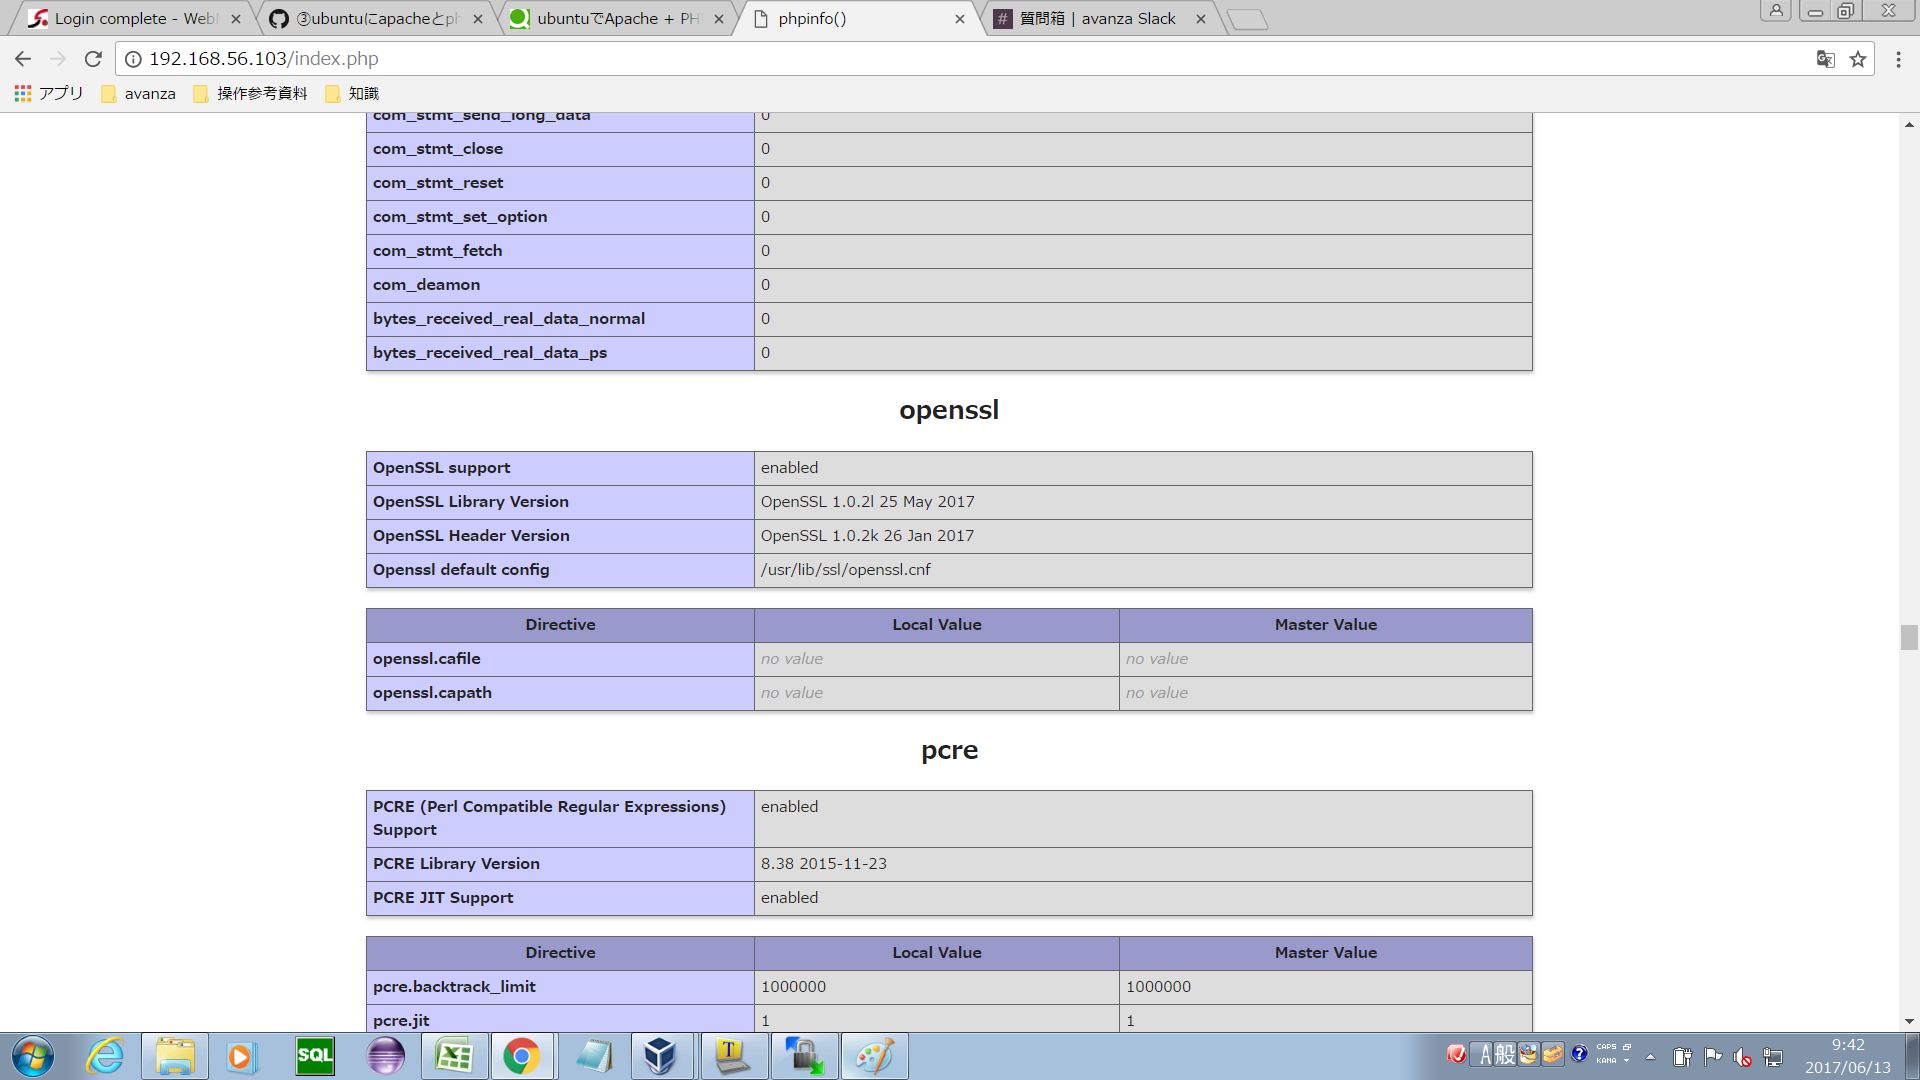 Login complete - Web
③ubuntuにapacheとph
ubuntuでApache + PH
phpinfo()
質問箱 | avanza Slack
192.168.56.103/index.php
アプリ avanza 操作参考資料 知識
com_stmt_send_long_data 0
com_stmt_close 0
com_stmt_reset 0
com_stmt_set_option 0
com_stmt_fetch 0
com_deamon 0
bytes_received_real_data_normal 0
bytes_received_real_data_ps 0
openssl
OpenSSL support enabled
OpenSSL Library Version OpenSSL 1.0.2l 25 May 2017
OpenSSL Header Version OpenSSL 1.0.2k 26 Jan 2017
Openssl default config /usr/lib/ssl/openssl.cnf
Directive Local Value Master Value
openssl.cafile no value no value
openssl.capath no value no value
pcre
PCRE (Perl Compatible Regular Expressions)
Support enabled
PCRE Library Version 8.38 2015-11-23
PCRE JIT Support enabled
Directive Local Value Master Value
pcre.backtrack_limit 1000000 1000000
pcre.jit 1 1
SQL
A 般 CAPS
KANA
9:42
2017/06/13